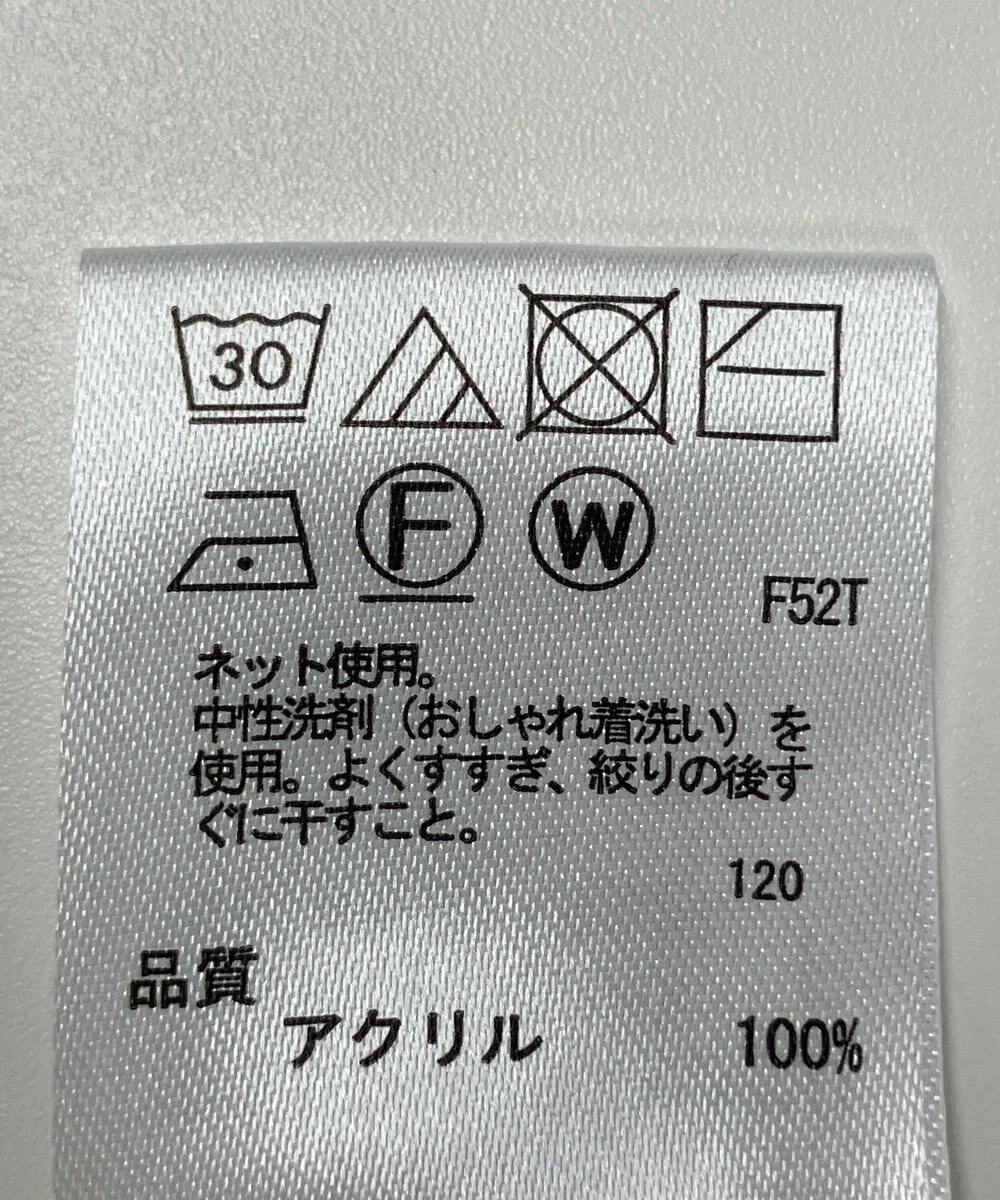 30
F W
F52T
ネット使用。
中性洗剤（おしゃれ着洗い）を
使用。よくすすぎ、絞りの後す
ぐに干すこと。
120
品質
アクリル 100%